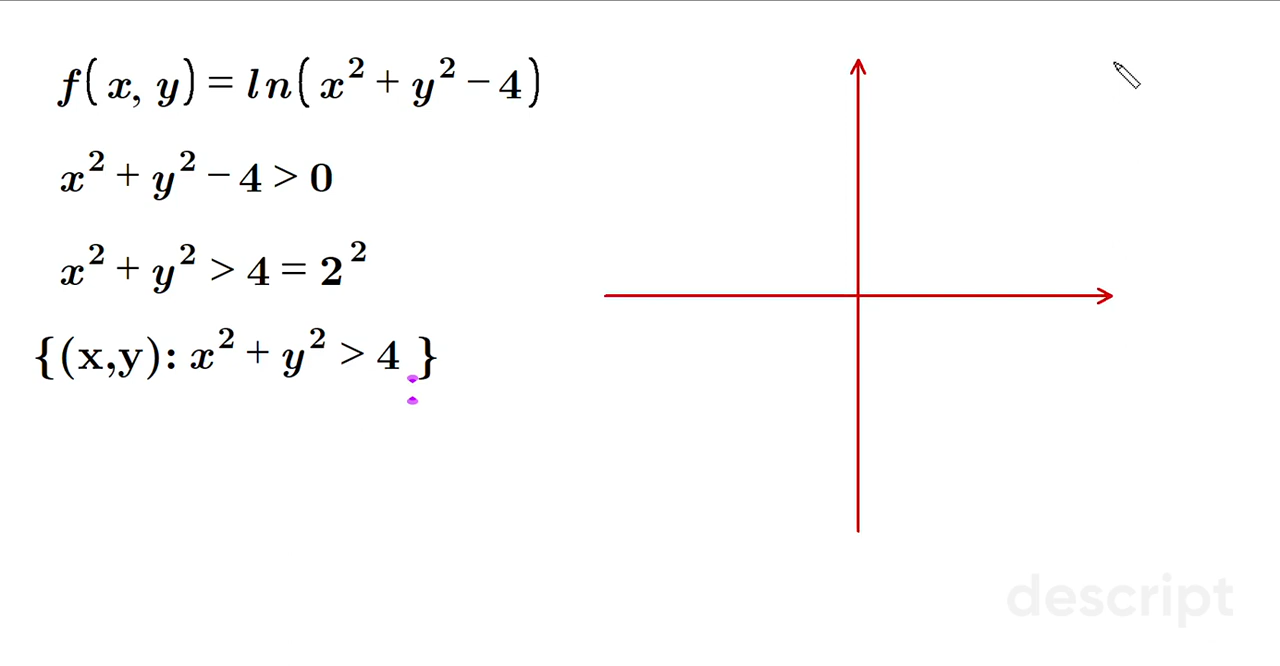 f(x, y) = ln(x² + y² - 4)
x² + y² - 4 > 0
x² + y² > 4 = 2²
{(x,y): x² + y² > 4 }
descript